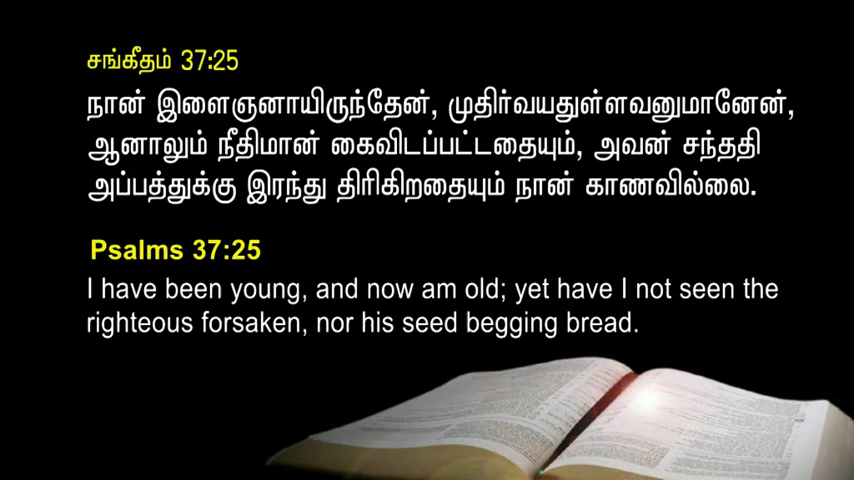 சங்கீதம் 37:25
நான் இளைஞனாயிருந்தேன், முதிர்வயதுள்ளவனுமானேன்,
ஆனாலும் நீதிமான் கைவிடப்பட்டதையும், அவன் சந்ததி
அப்பத்துக்கு இரந்து திரிகிறதையும் நான் காணவில்லை.
Psalms 37:25
I have been young, and now am old; yet have I not seen the
righteous forsaken, nor his seed begging bread.